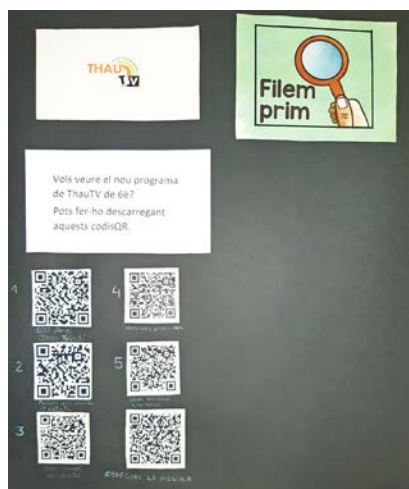 THAU
TV
Filem
prim
Vols veure el nou programa
de ThauTV de 6è?
Pots fer-ho descarregant
aquests codisQR.
1
4
2
5
3
ESPECIAL LA MOLINA